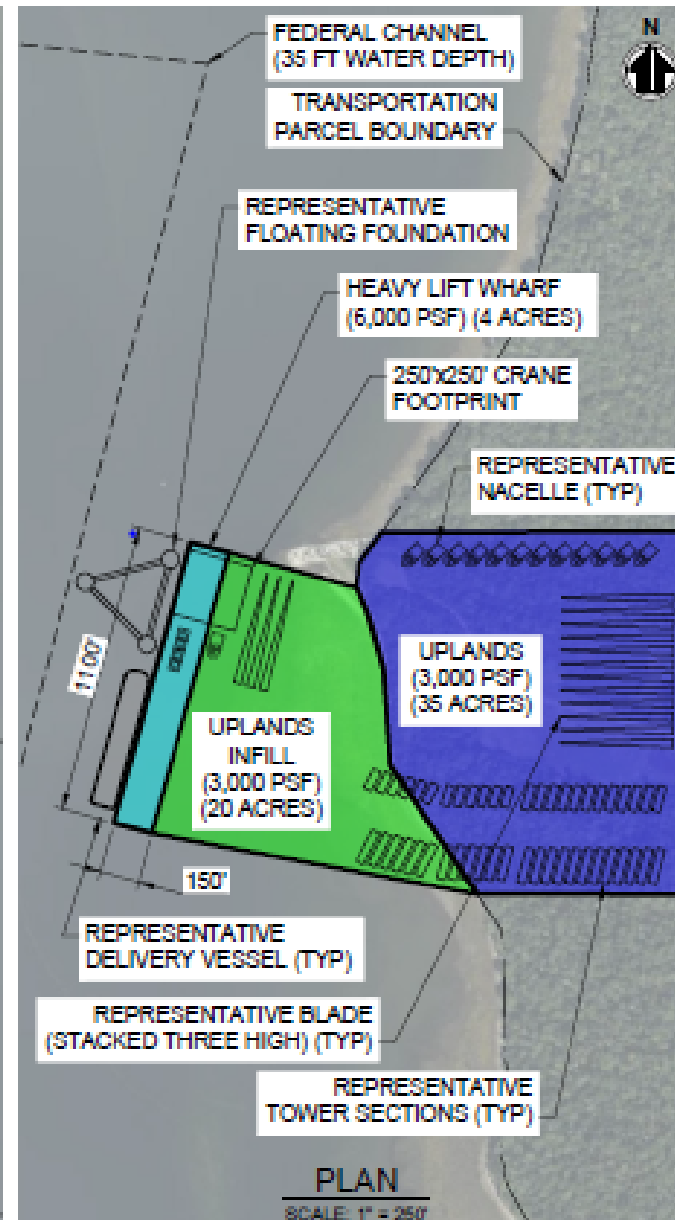 FEDERAL CHANNEL
(35 FT WATER DEPTH)
N
TRANSPORTATION
PARCEL BOUNDARY
REPRESENTATIVE
FLOATING FOUNDATION
HEAVY LIFT WHARF
(6,000 PSF) (4 ACRES)
250'x250' CRANE
FOOTPRINT
REPRESENTATIVE
NACELLE (TYP)
1100'
UPLANDS
(3,000 PSF)
(35 ACRES)
UPLANDS
INFILL
(3,000 PSF)
(20 ACRES)
150'
REPRESENTATIVE
DELIVERY VESSEL (TYP)
REPRESENTATIVE BLADE
(STACKED THREE HIGH) (TYP)
REPRESENTATIVE
TOWER SECTIONS (TYP)
PLAN
SCALE: 1" = 250'